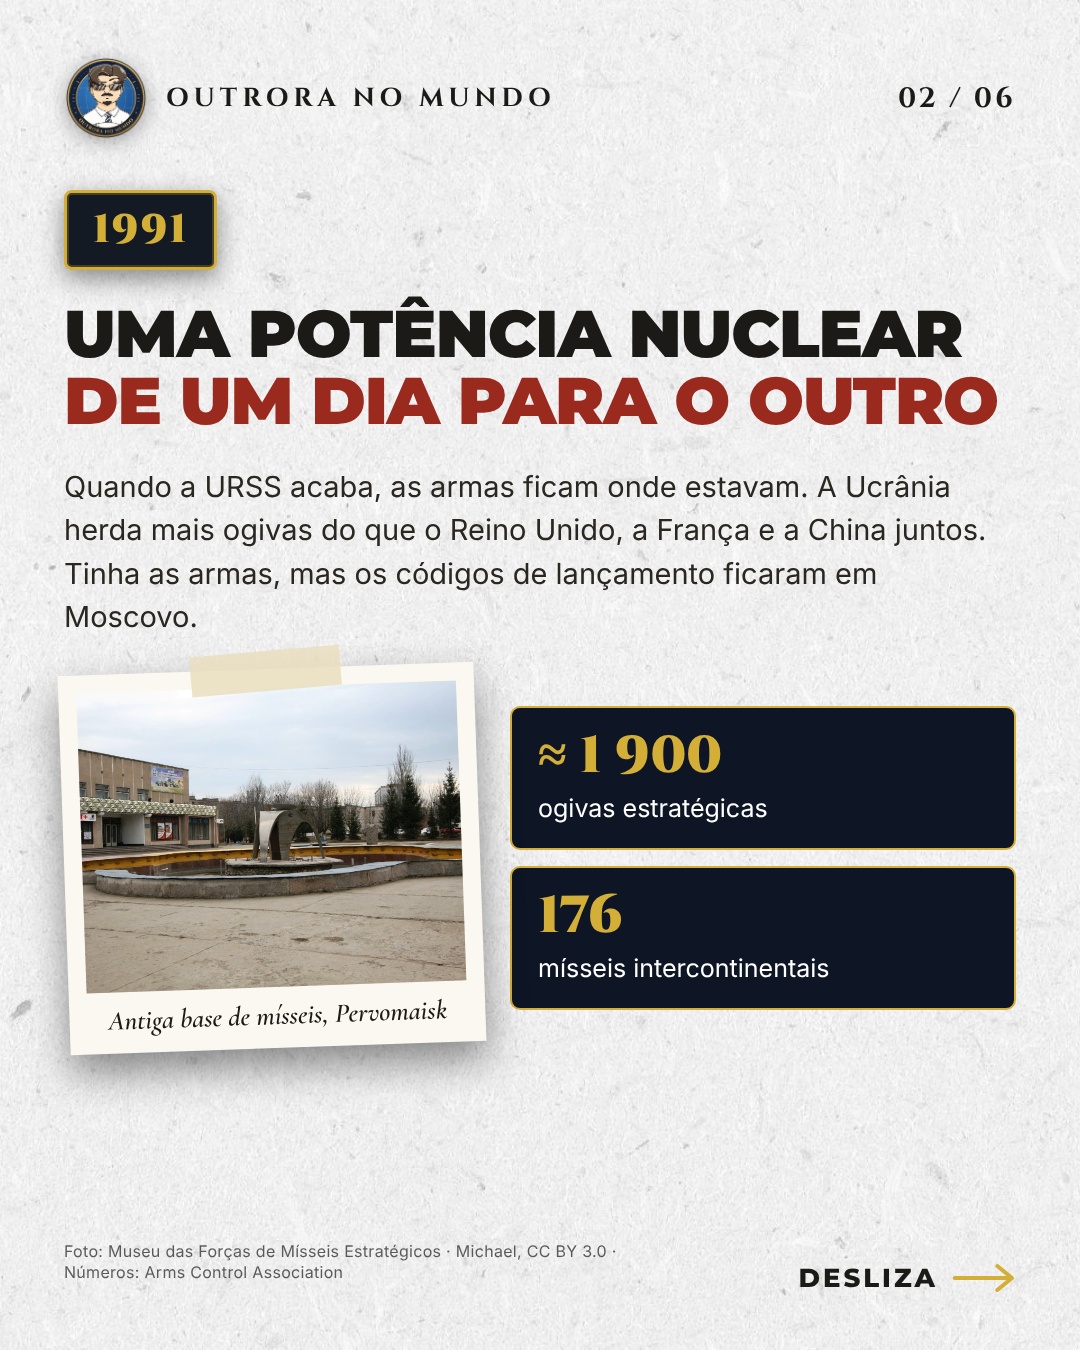 OUTRORA NO MUNDO
02 / 06
1991
UMA POTÊNCIA NUCLEAR
DE UM DIA PARA O OUTRO
Quando a URSS acaba, as armas ficam onde estavam. A Ucrânia
herda mais ogivas do que o Reino Unido, a França e a China juntos.
Tinha as armas, mas os códigos de lançamento ficaram em
Moscovo.
≈ 1 900
ogivas estratégicas
176
mísseis intercontinentais
Antiga base de mísseis, Pervomaisk
Foto: Museu das Forças de Mísseis Estratégicos · Michael, CC BY 3.0 ·
Números: Arms Control Association
DESLIZA